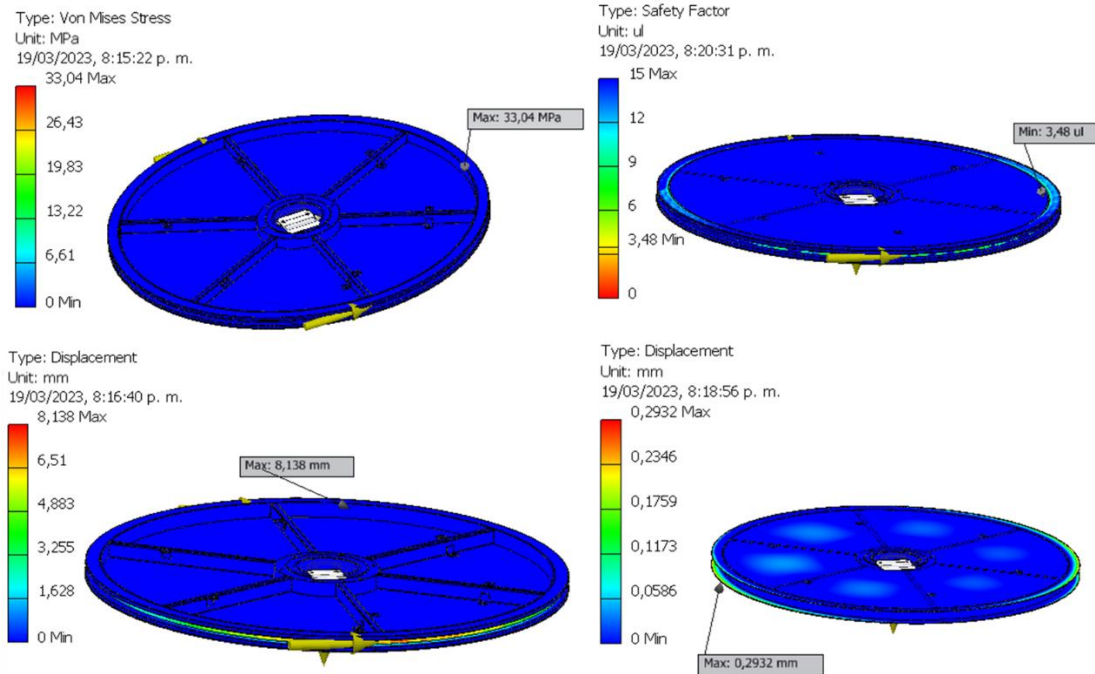 Type: Von Mises Stress
Unit: MPa
19/03/2023, 8:15:22 p. m.
33,04 Max
26,43
19,83
13,22
6,61
0 Min
Max: 33,04 MPa
Type: Safety Factor
Unit: ul
19/03/2023, 8:20:31 p. m.
15 Max
12
9
6
3,48 Min
0
Min: 3,48 ul
Type: Displacement
Unit: mm
19/03/2023, 8:16:40 p. m.
8,138 Max
6,51
4,883
3,255
1,628
0 Min
Max: 8,138 mm
Type: Displacement
Unit: mm
19/03/2023, 8:18:56 p. m.
0,2932 Max
0,2346
0,1759
0,1173
0,0586
0 Min
Max: 0,2932 mm